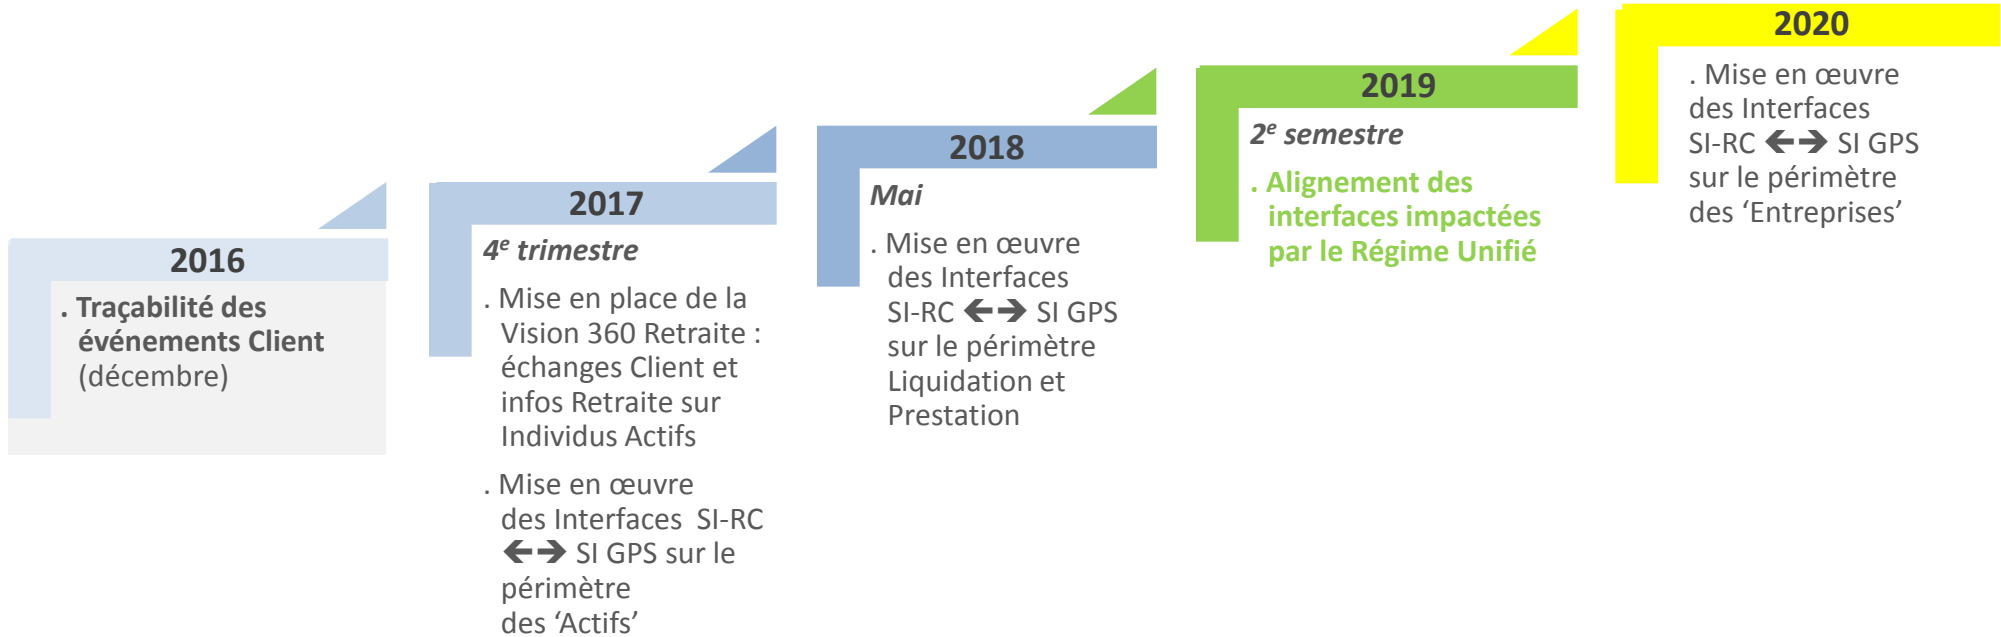 2016
. Traçabilité des
événements Client
(décembre)
2017
4e trimestre
. Mise en place de la
Vision 360 Retraite :
échanges Client et
infos Retraite sur
Individus Actifs
. Mise en œuvre
des Interfaces SI-RC
🡨🡪 SI GPS sur le
périmètre
des ‘Actifs’
2018
Mai
. Mise en œuvre
des Interfaces
SI-RC 🡨🡪 SI GPS
sur le périmètre
Liquidation et
Prestation
2019
2e semestre
. Alignement des
interfaces impactées
par le Régime Unifié
2020
. Mise en œuvre
des Interfaces
SI-RC 🡨🡪 SI GPS
sur le périmètre
des ‘Entreprises’